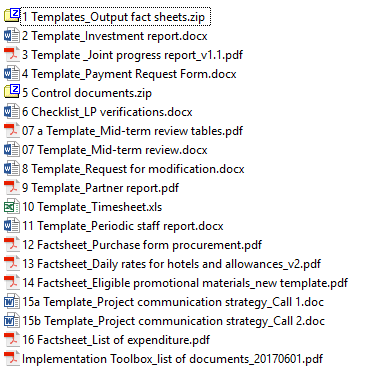 1 Templates_Output fact sheets.zip
2 Template_Investment report.docx
3 Template _Joint progress report_v1.1.pdf
4 Template_Payment Request Form.docx
5 Control documents.zip
6 Checklist_LP verifications.docx
07 a Template_Mid-term review tables.pdf
07 Template_Mid-term review.docx
8 Template_Request for modification.docx
9 Template_Partner report.pdf
10 Template_Timesheet.xls
11 Template_Periodic staff report.docx
12 Factsheet_Purchase form procurement.pdf
13 Factsheet_Daily rates for hotels and allowances_v2.pdf
14 Factsheet_Eligible promotional materials_new template.pdf
15a Template_Project communication strategy_Call 1.doc
15b Template_Project communication strategy_Call 2.doc
16 Factsheet_List of expenditure.pdf
Implementation Toolbox_list of documents_20170601.pdf